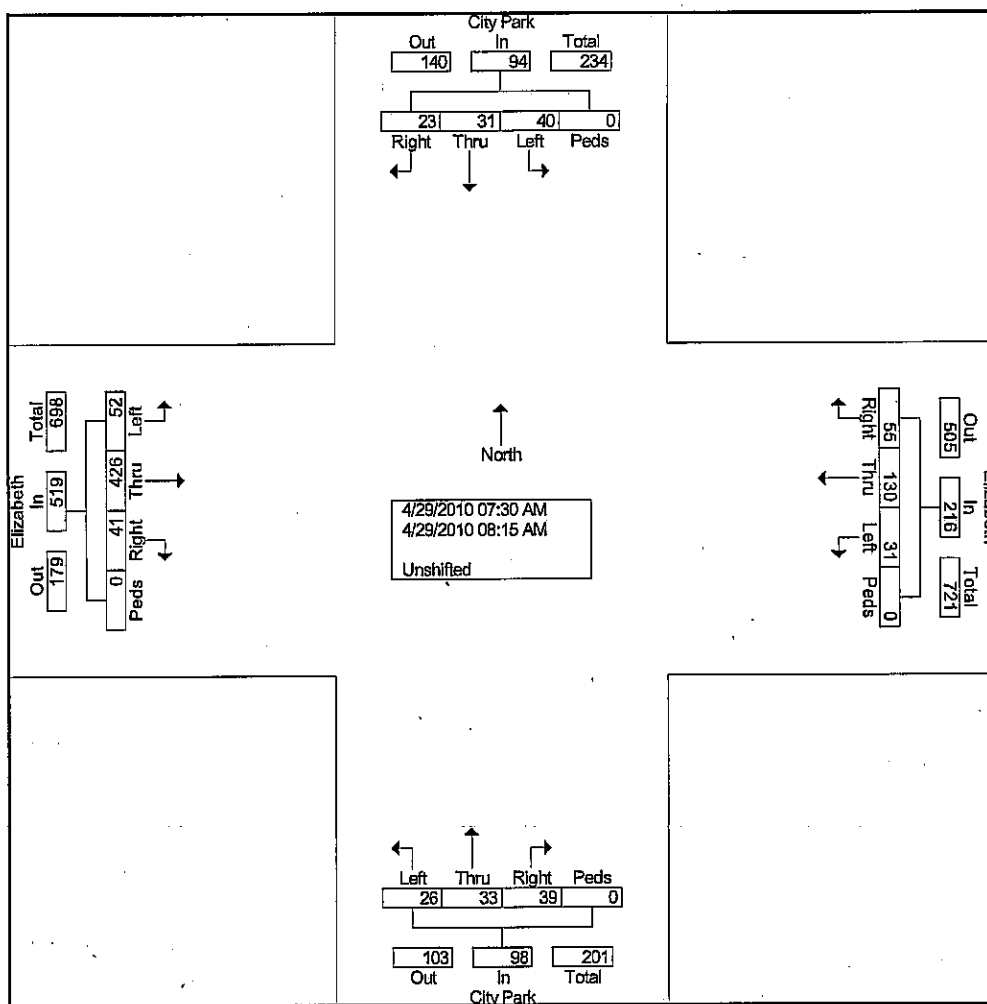 City Park
Out In Total
140 94 234
23 31 40 0
Right Thru Left Peds
Elizabeth
Total In Out
698 519 179
52 426 41 0
Left Thru Right Peds
North
4/29/2010 07:30 AM
4/29/2010 08:15 AM
Unshifted
Right Thru Left Peds
55 130 31 0
505 216 721
Out In Total
Left Thru Right Peds
26 33 39 0
103 98 201
Out In Total
City Park